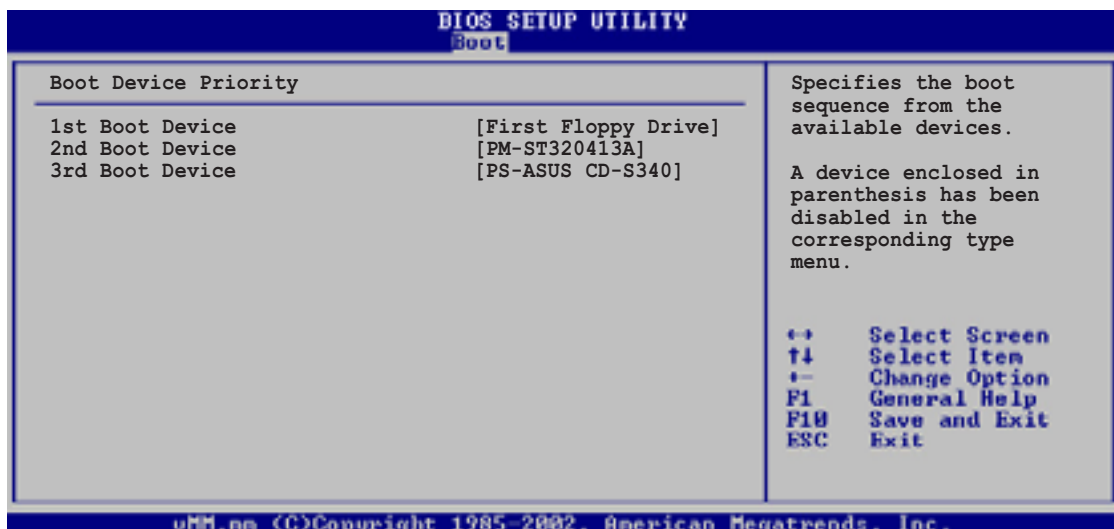 BIOS SETUP UTILITY
Boot
Boot Device Priority
1st Boot Device [First Floppy Drive]
2nd Boot Device [PM-ST320413A]
3rd Boot Device [PS-ASUS CD-S340]
Specifies the boot
sequence from the
available devices.
A device enclosed in
parenthesis has been
disabled in the
corresponding type
menu.
←→ Select Screen
↑↓ Select Item
+- Change Option
F1 General Help
F10 Save and Exit
ESC Exit
vMM.mm (C)Copyright 1985-2002, American Megatrends, Inc.